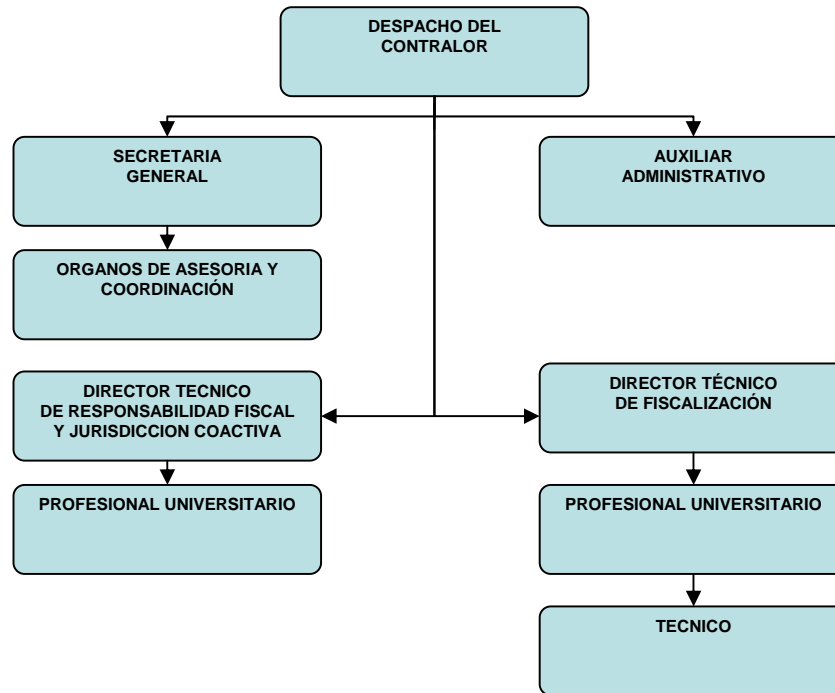 DESPACHO DEL
CONTRALOR
SECRETARIA
GENERAL
AUXILIAR
ADMINISTRATIVO
ORGANOS DE ASESORIA Y
COORDINACIÓN
DIRECTOR TECNICO
DE RESPONSABILIDAD FISCAL
Y JURISDICCION COACTIVA
DIRECTOR TÉCNICO
DE FISCALIZACIÓN
PROFESIONAL UNIVERSITARIO
PROFESIONAL UNIVERSITARIO
TECNICO